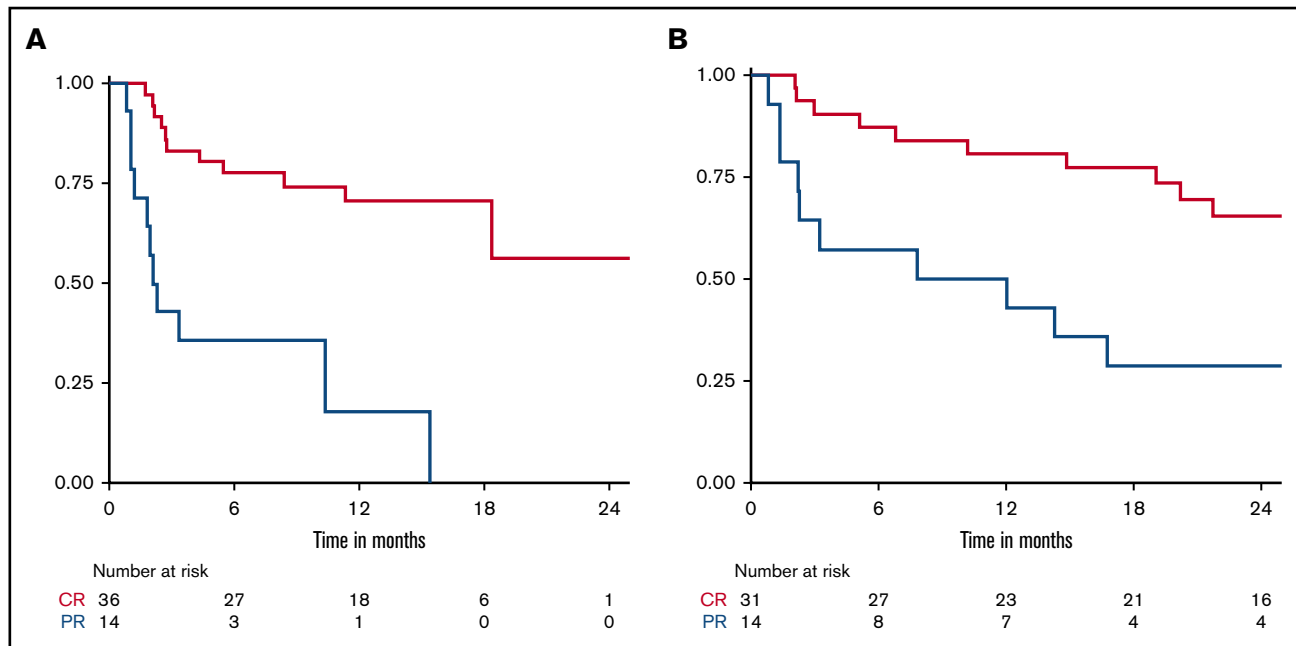 A
1.00
0.75
0.50
0.25
0.00
0 6 12 18 24
Time in months
Number at risk
CR 36 27 18 6 1
PR 14 3 1 0 0
B
1.00
0.75
0.50
0.25
0.00
0 6 12 18 24
Time in months
Number at risk
CR 31 27 23 21 16
PR 14 8 7 4 4